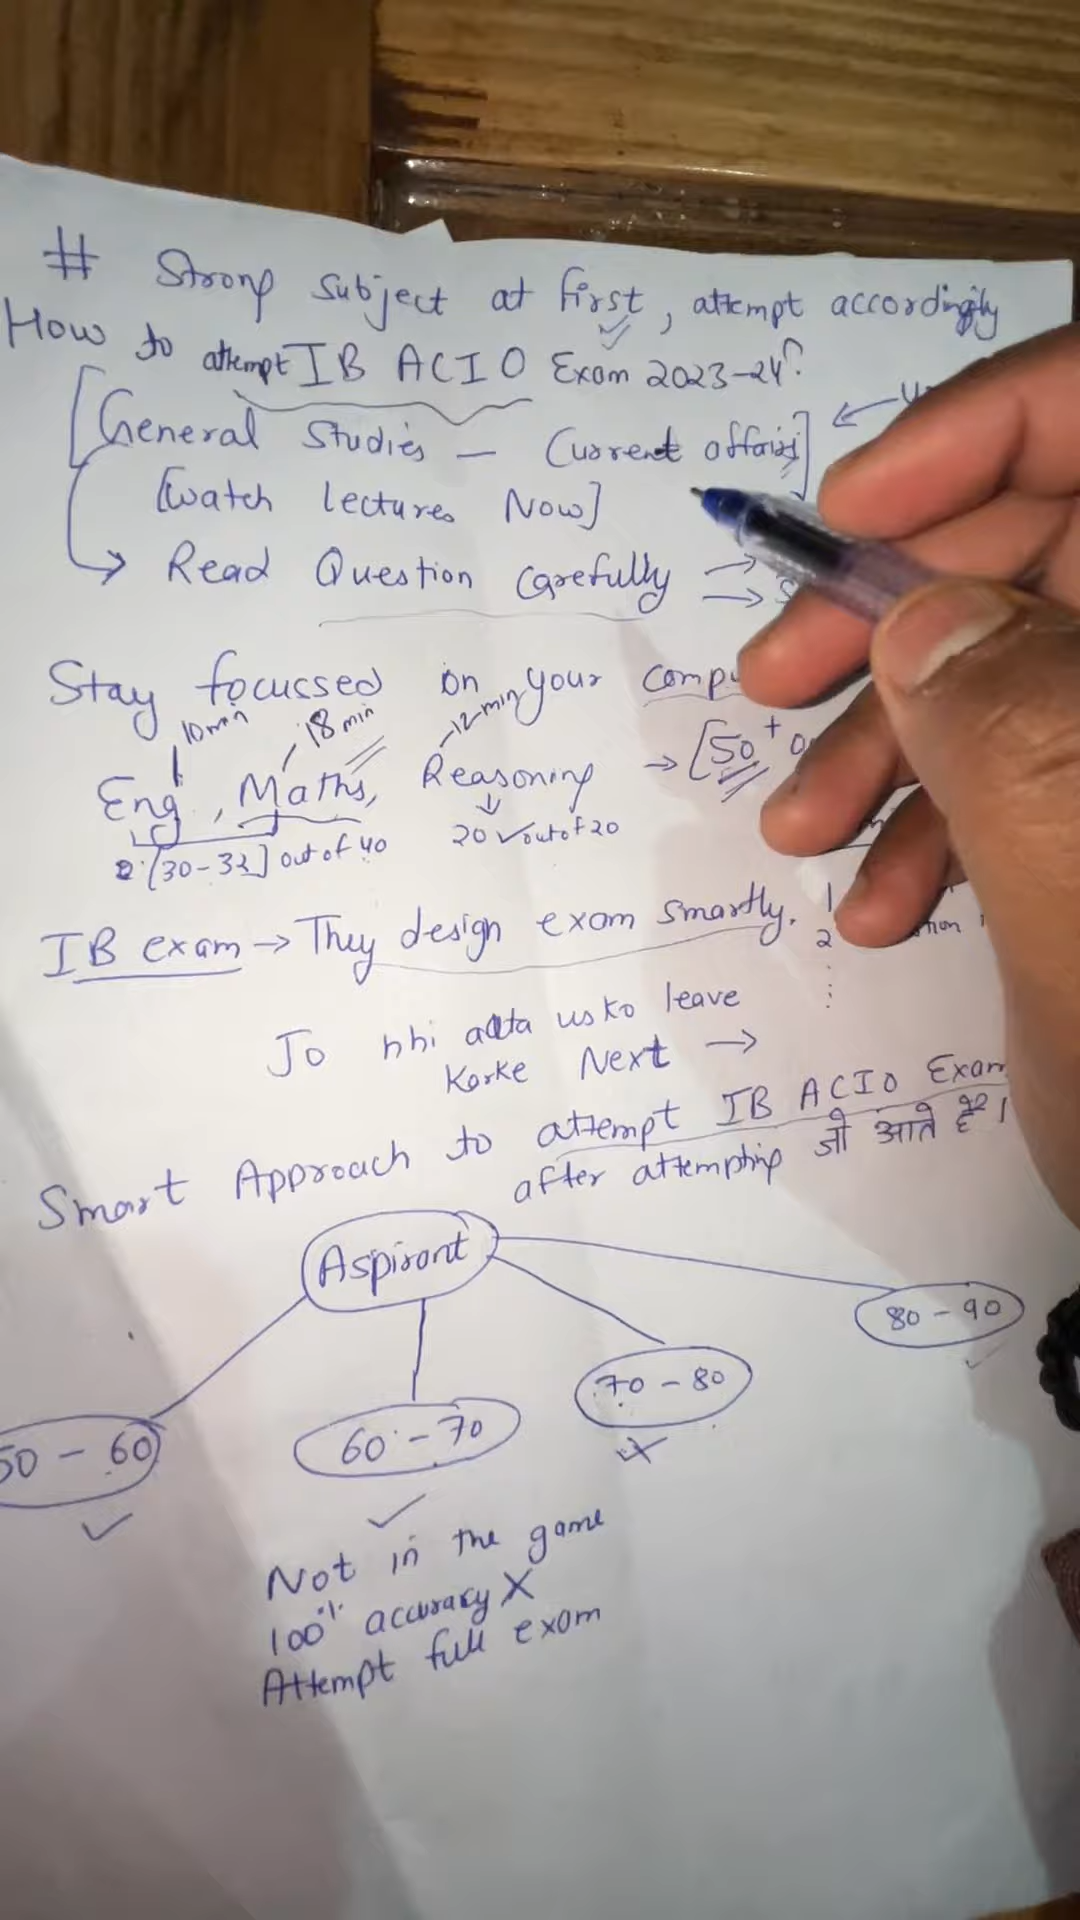 # Strong subject at first, attempt accordingily
How to attempt IB ACIO Exam 2023-24?
[General Studies — Current affairs]
[Watch lectures Now]
→ Read Question Carefully →
Stay focussed on your
10min 18 min 12 min
Eng, Maths, Reasoning → [50+
[30-32] out of 40 20 ✓ out of 20
IB exam → They design exam smartly. 1
2
Jo nhi aata usko leave
Karke Next →
Smart Approach to attempt IB ACIO Exam
after attempting जो आते है।
Aspirant
80 - 90
70 - 80
60 - 70
50 - 60
Not in the game
100% accuracy X
Attempt full exam